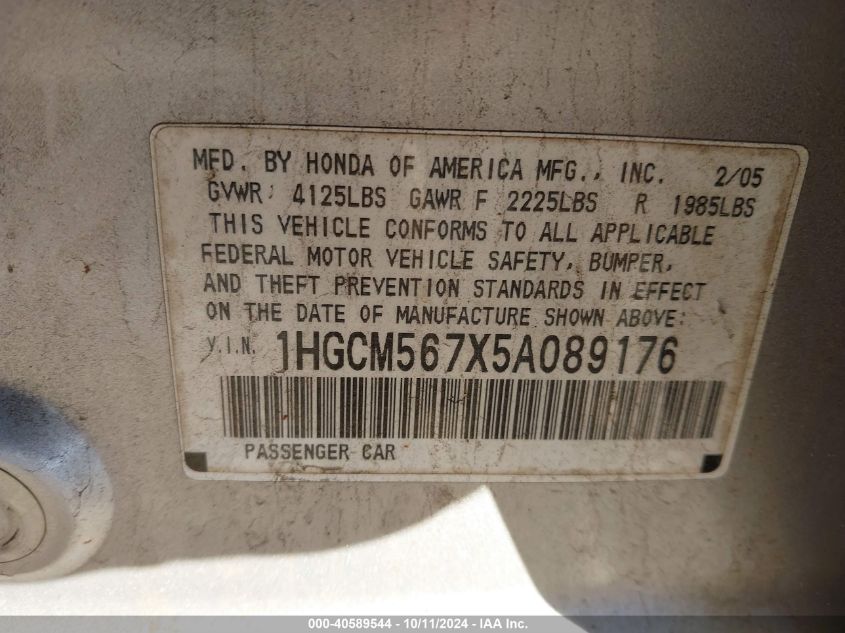 MFD. BY HONDA OF AMERICA MFG., INC. 2/05
GVWR: 4125LBS GAWR F 2225LBS R 1985LBS
THIS VEHICLE CONFORMS TO ALL APPLICABLE
FEDERAL MOTOR VEHICLE SAFETY, BUMPER,
AND THEFT PREVENTION STANDARDS IN EFFECT
ON THE DATE OF MANUFACTURE SHOWN ABOVE:
V.I.N. 1HGCM567X5A089176
PASSENGER CAR
000-40589544 - 10/11/2024 - IAA Inc.